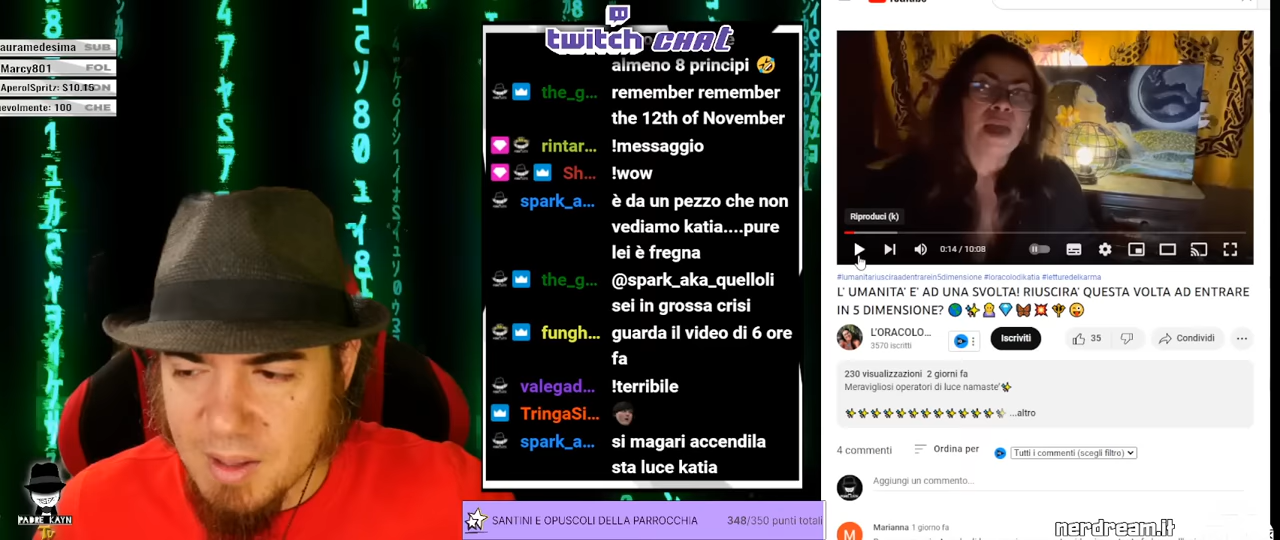 auramedesima SUB
Marcy801 FOL
AperolSpritz: $10.15
evolmente: 100 CHE
PADRE KAYN
twitch CHAT
almeno 8 principi 🤣
the_g... remember remember
the 12th of November
rintar... !messaggio
Sh... !wow
spark_a... è da un pezzo che non
vediamo katia....pure
lei è fregna
the_g... @spark_aka_quelloli
sei in grossa crisi
fungh... guarda il video di 6 ore
fa
valegad... !terribile
TringaSi...
spark_a... si magari accendila
sta luce katia
SANTINI E OPUSCOLI DELLA PARROCCHIA 348/350 punti totali
Riproduci (k)
0:14 / 10:08
#lumanitariusciraadentrarein5dimensione #loracolodikatia #letturedelkarma
L' UMANITA' E' AD UNA SVOLTA! RIUSCIRA' QUESTA VOLTA AD ENTRARE
IN 5 DIMENSIONE?
L'ORACOLO...
3570 iscritti
Iscriviti
35
Condividi
230 visualizzazioni 2 giorni fa
Meravigliosi operatori di luce namaste'✨
...altro
4 commenti
Ordina per
Tutti i commenti (scegli filtro)
Aggiungi un commento...
M
Marianna 1 giorno fa
nerdream.it